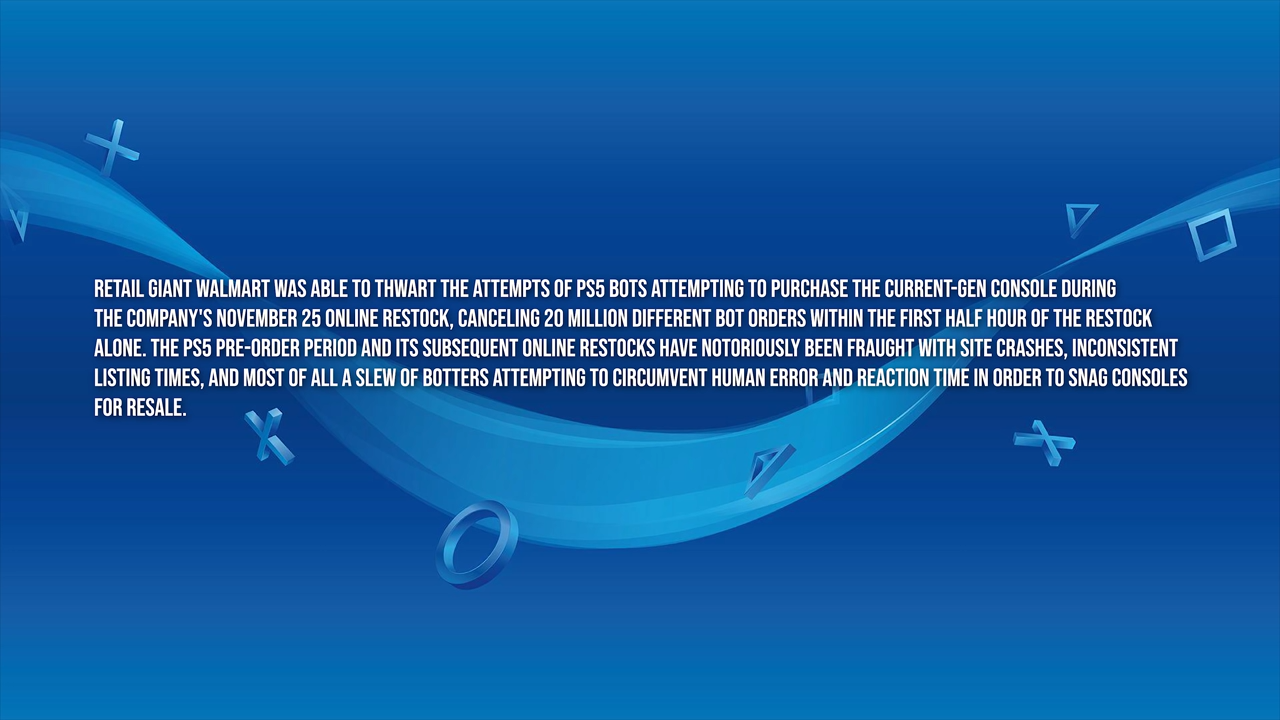 RETAIL GIANT WALMART WAS ABLE TO THWART THE ATTEMPTS OF PS5 BOTS ATTEMPTING TO PURCHASE THE CURRENT-GEN CONSOLE DURING
THE COMPANY'S NOVEMBER 25 ONLINE RESTOCK, CANCELING 20 MILLION DIFFERENT BOT ORDERS WITHIN THE FIRST HALF HOUR OF THE RESTOCK
ALONE. THE PS5 PRE-ORDER PERIOD AND ITS SUBSEQUENT ONLINE RESTOCKS HAVE NOTORIOUSLY BEEN FRAUGHT WITH SITE CRASHES, INCONSISTENT
LISTING TIMES, AND MOST OF ALL A SLEW OF BOTTERS ATTEMPTING TO CIRCUMVENT HUMAN ERROR AND REACTION TIME IN ORDER TO SNAG CONSOLES
FOR RESALE.